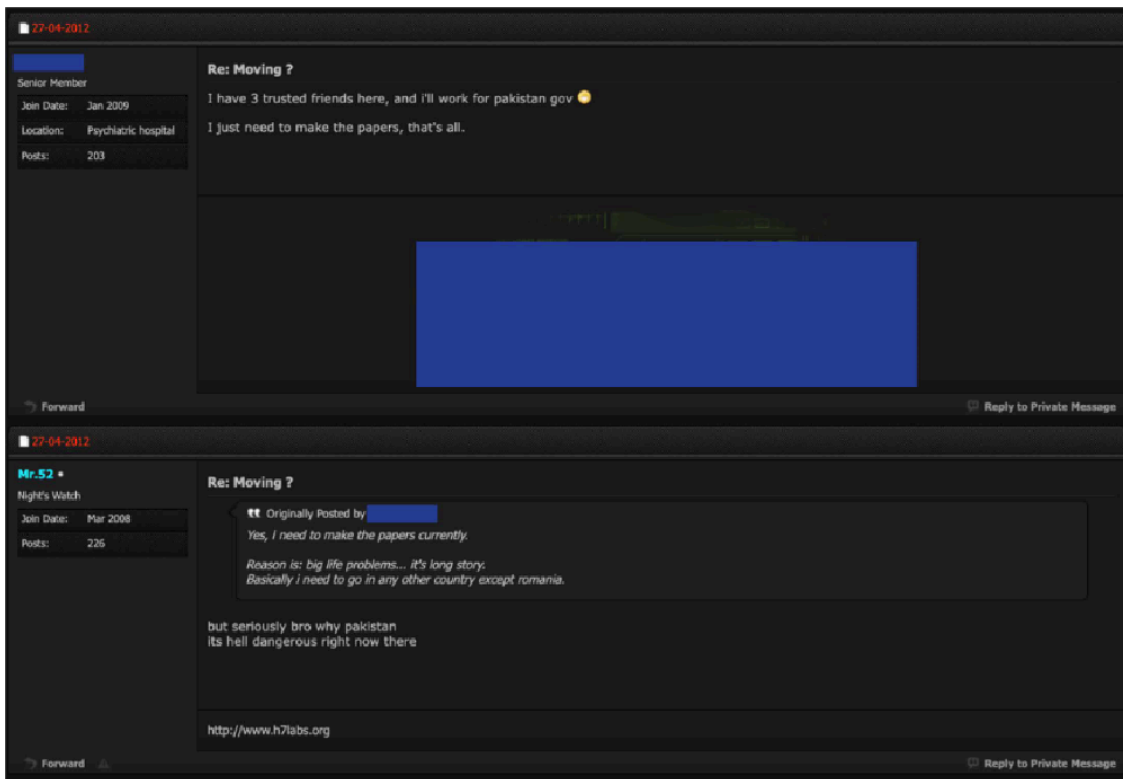 27-04-2012
Senior Member
Join Date: Jan 2009
Location: Psychiatric hospital
Posts: 203
Re: Moving ?
I have 3 trusted friends here, and i'll work for pakistan gov
I just need to make the papers, that's all.
Forward
Reply to Private Message
27-04-2012
Mr.52
Night's Watch
Join Date: Mar 2008
Posts: 226
Re: Moving ?
Originally Posted by
Yes, i need to make the papers currently.
Reason is: big life problems... it's long story.
Basically i need to go in any other country except romania.
but seriously bro why pakistan
its hell dangerous right now there
http://www.h7labs.org
Forward
Reply to Private Message